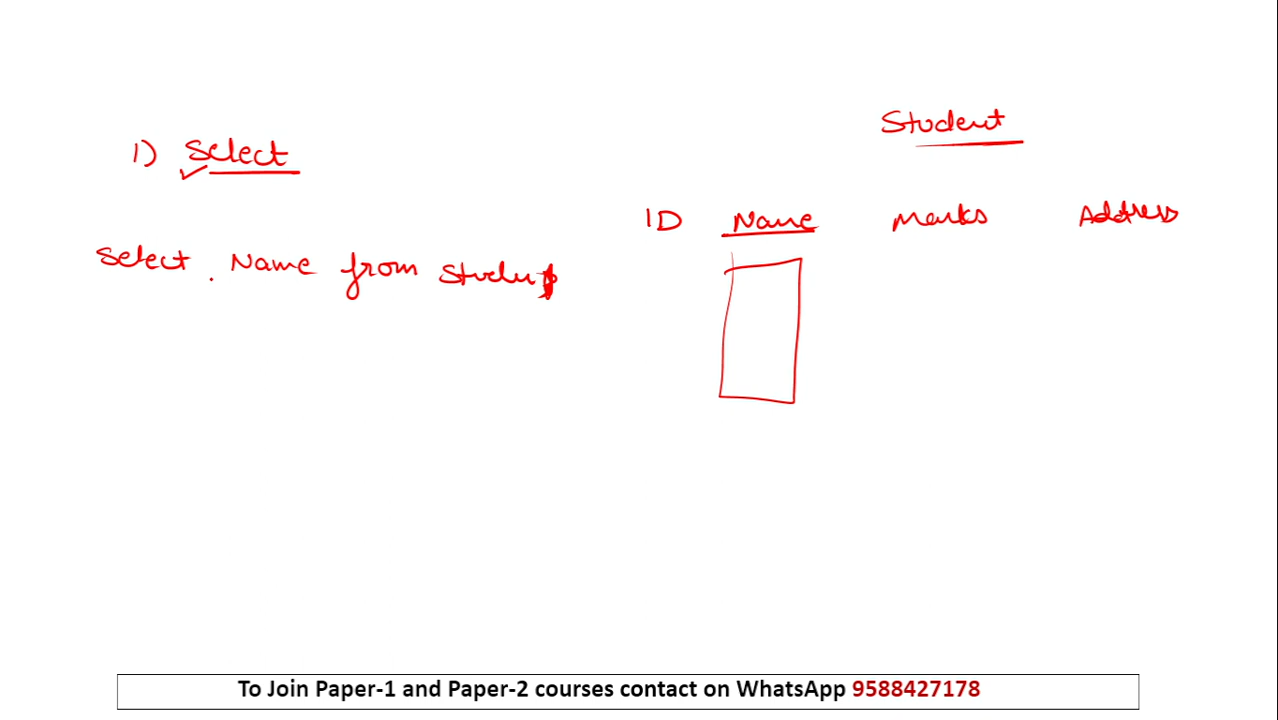 Student
1) Select
ID Name Marks Address
Select Name from Student
To Join Paper-1 and Paper-2 courses contact on WhatsApp 9588427178